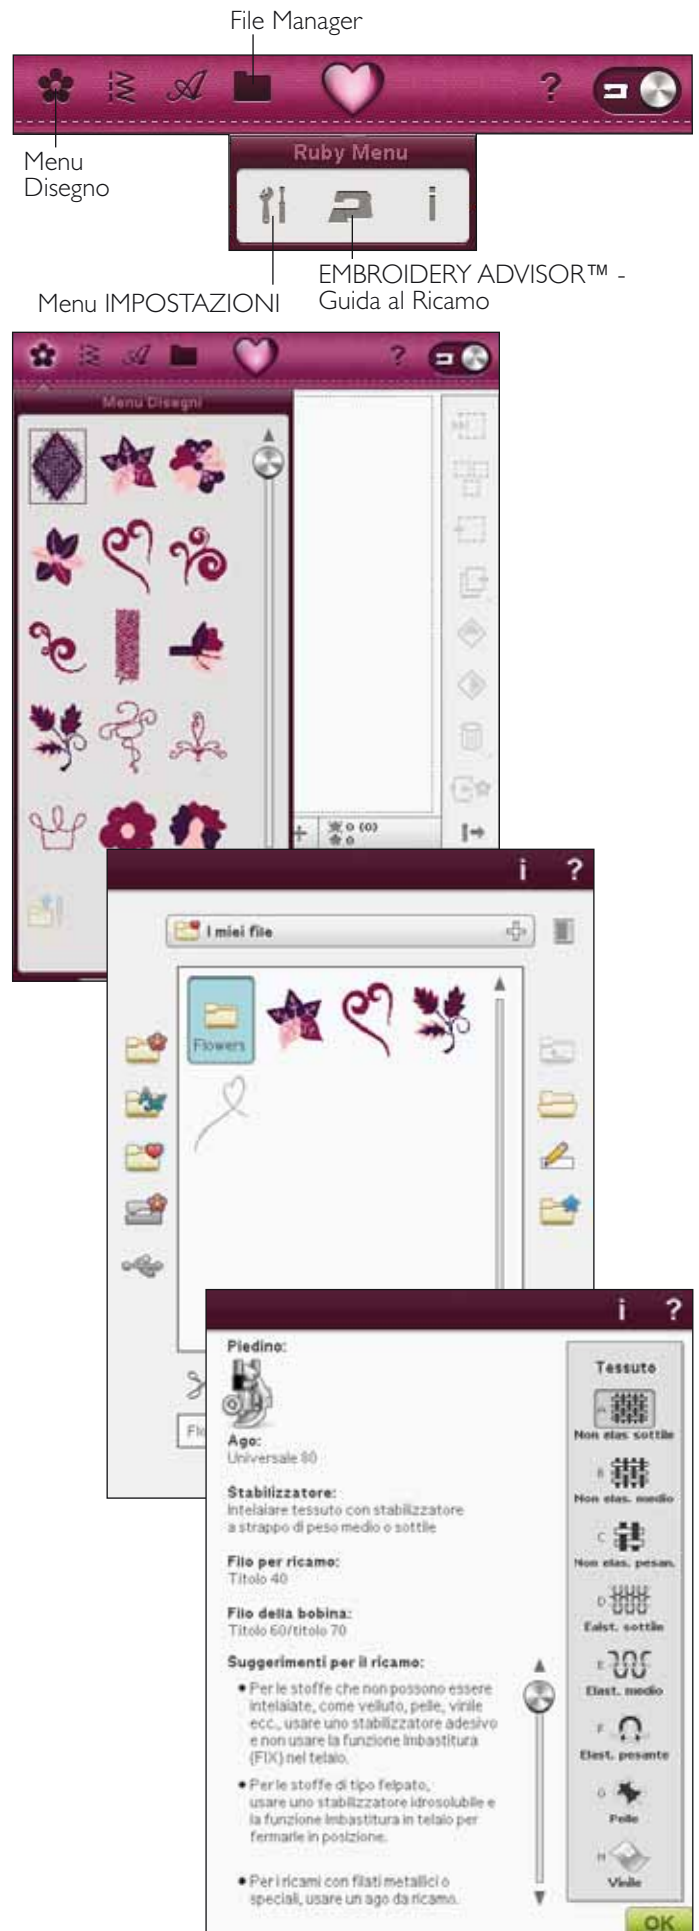 File Manager
?
Menu
Disegno
Ruby Menu
i
EMBROIDERY ADVISOR™ -
Guida al Ricamo
Menu IMPOSTAZIONI
?
Menu Disegni
0 (0)
0
i ?
I miei file
Flowers
i ?
Piedino:
Ago:
Universale 80
Stabilizzatore:
Intelaiare tessuto con stabilizzatore
a strappo di peso medio o sottile
Filo per ricamo:
Titolo 40
Filo della bobina:
Titolo 60/titolo 70
Suggerimenti per il ricamo:
• Per le stoffe che non possono essere
intelaiate, come velluto, pelle, vinile
ecc., usare uno stabilizzatore adesivo
e non usare la funzione Imbastitura
(FIX) nel telaio.
• Per le stoffe di tipo felpato,
usare uno stabilizzatore idrosolubile e
la funzione Imbastitura in telaio per
fermarle in posizione.
• Per i ricami con filati metallici o
speciali, usare un ago da ricamo.
Tessuto
A
Non elas sottile
B
Non elas. medio
C
Non elas. pesan.
D
Ealst. sottile
E
Elast. medio
F
Elast. pesante
G
Pelle
H
Vinile
OK